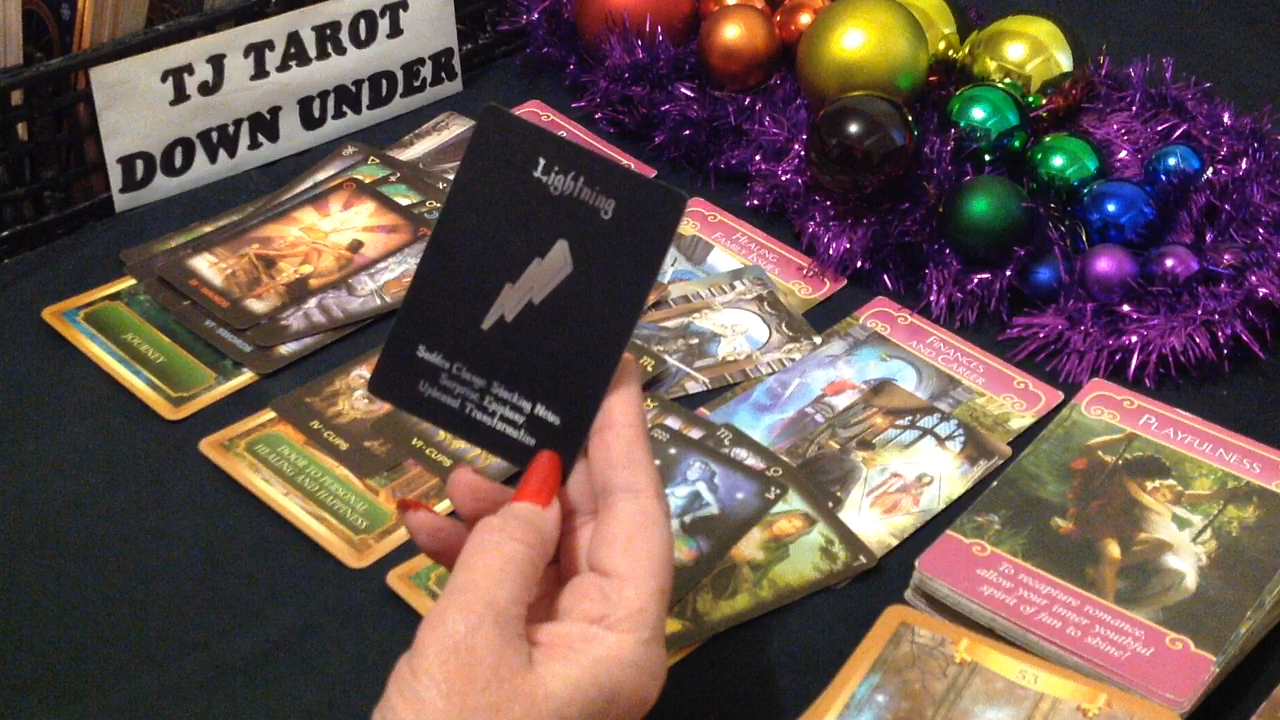 TJ TAROT
DOWN UNDER
Lightning
Sudden Change, Shocking News
Surprise, Epiphany
Upheaval, Transformation
HEALING
FAMILY ISSUES
FINANCES
AND CAREER
PLAYFULNESS
To recapture romance,
allow your inner youthful
spirit of fun to shine!
JOURNEY
IV · CUPS
VI · CUPS
DOOR TO PERSONAL
HEALING AND HAPPINESS
53